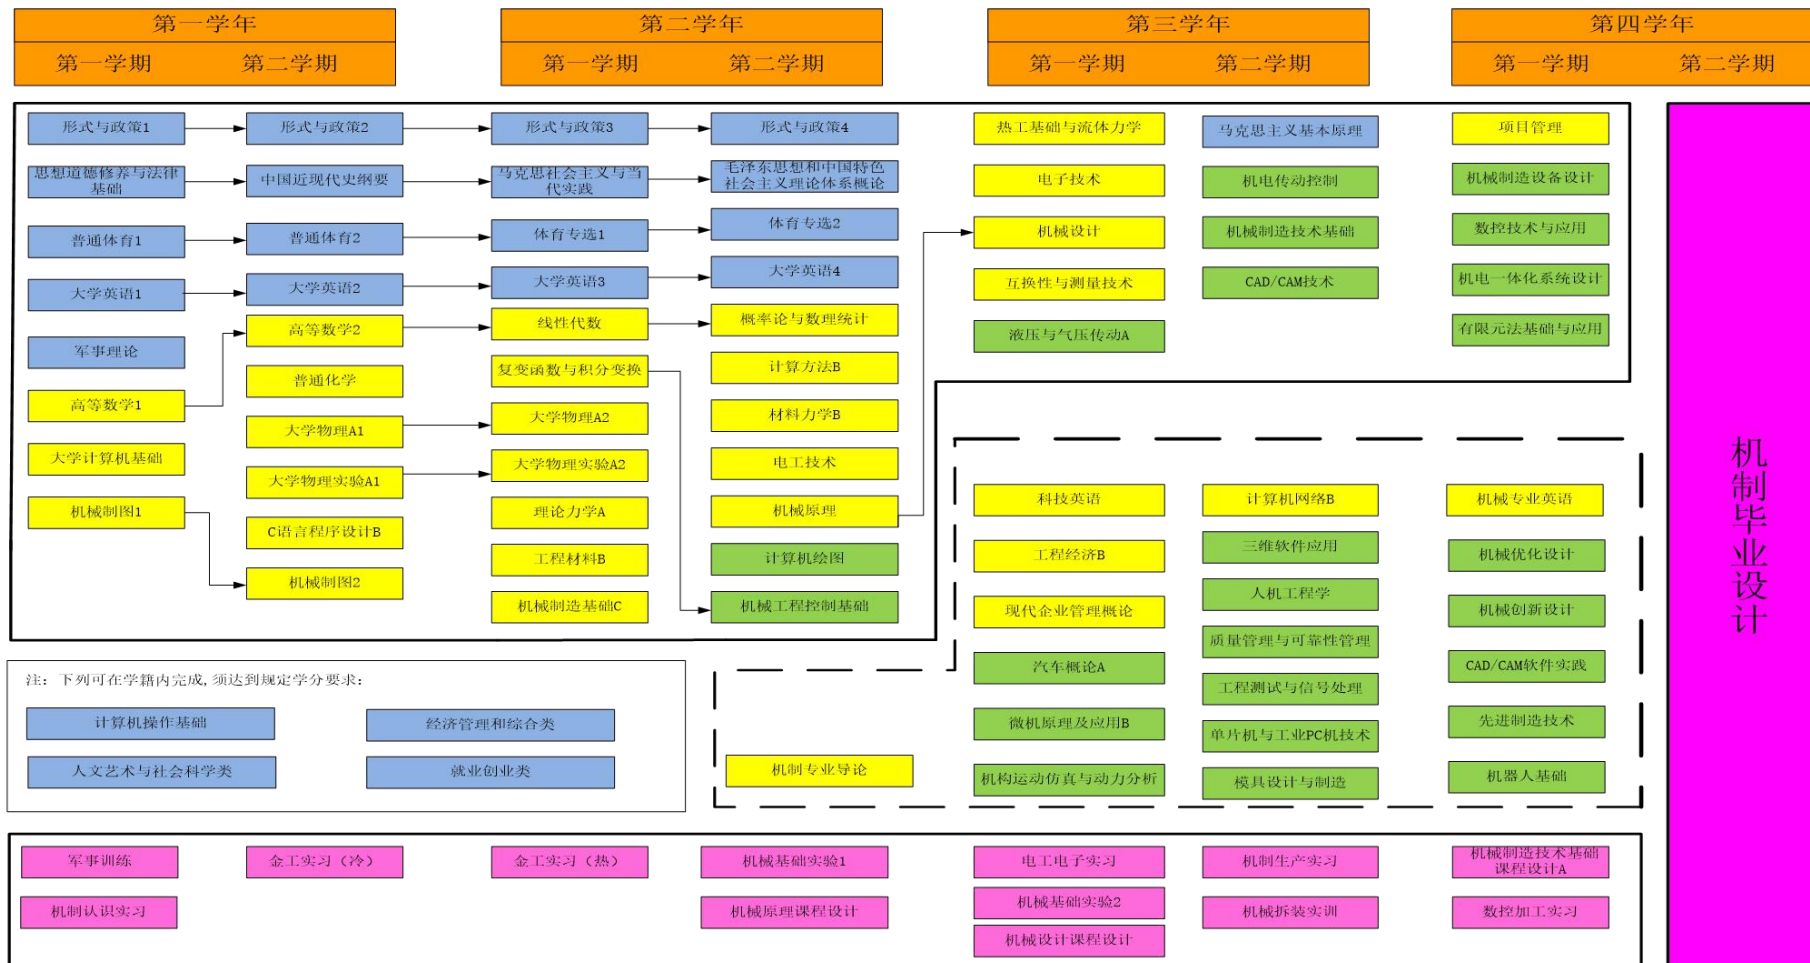 第一学年
第二学年
第三学年
第四学年
第一学期
第二学期
第一学期
第二学期
第一学期
第二学期
第一学期
第二学期
形式与政策1
形式与政策2
形式与政策3
形式与政策4
热工基础与流体力学
马克思主义基本原理
项目管理
思想道德修养与法律
基础
中国近现代史纲要
马克思社会主义与当
代实践
毛泽东思想和中国特色
社会主义理论体系概论
电子技术
机电传动控制
机械制造设备设计
普通体育1
普通体育2
体育专选1
体育专选2
机械设计
机械制造技术基础
数控技术与应用
大学英语1
大学英语2
大学英语3
大学英语4
互换性与测量技术
CAD/CAM技术
机电一体化系统设计
军事理论
高等数学2
线性代数
概率论与数理统计
液压与气压传动A
有限元法基础与应用
普通化学
复变函数与积分变换
计算方法B
高等数学1
大学物理A1
大学物理A2
材料力学B
大学计算机基础
大学物理实验A1
大学物理实验A2
电工技术
机械制图1
C语言程序设计B
理论力学A
机械原理
科技英语
计算机网络B
机械专业英语
机械制图2
工程材料B
计算机绘图
工程经济B
三维软件应用
机械优化设计
机械制造基础C
机械工程控制基础
现代企业管理概论
人机工程学
机械创新设计
质量管理与可靠性管理
汽车概论A
CAD/CAM软件实践
工程测试与信号处理
微机原理及应用B
单片机与工业PC机技术
先进制造技术
机制专业导论
机构运动仿真与动力分析
模具设计与制造
机器人基础
机制毕业设计
注：下列可在学籍内完成,须达到规定学分要求：
计算机操作基础
经济管理和综合类
人文艺术与社会科学类
就业创业类
军事训练
金工实习（冷）
金工实习（热）
机械基础实验1
电工电子实习
机制生产实习
机械制造技术基础
课程设计A
机制认识实习
机械原理课程设计
机械基础实验2
机械拆装实训
数控加工实习
机械设计课程设计